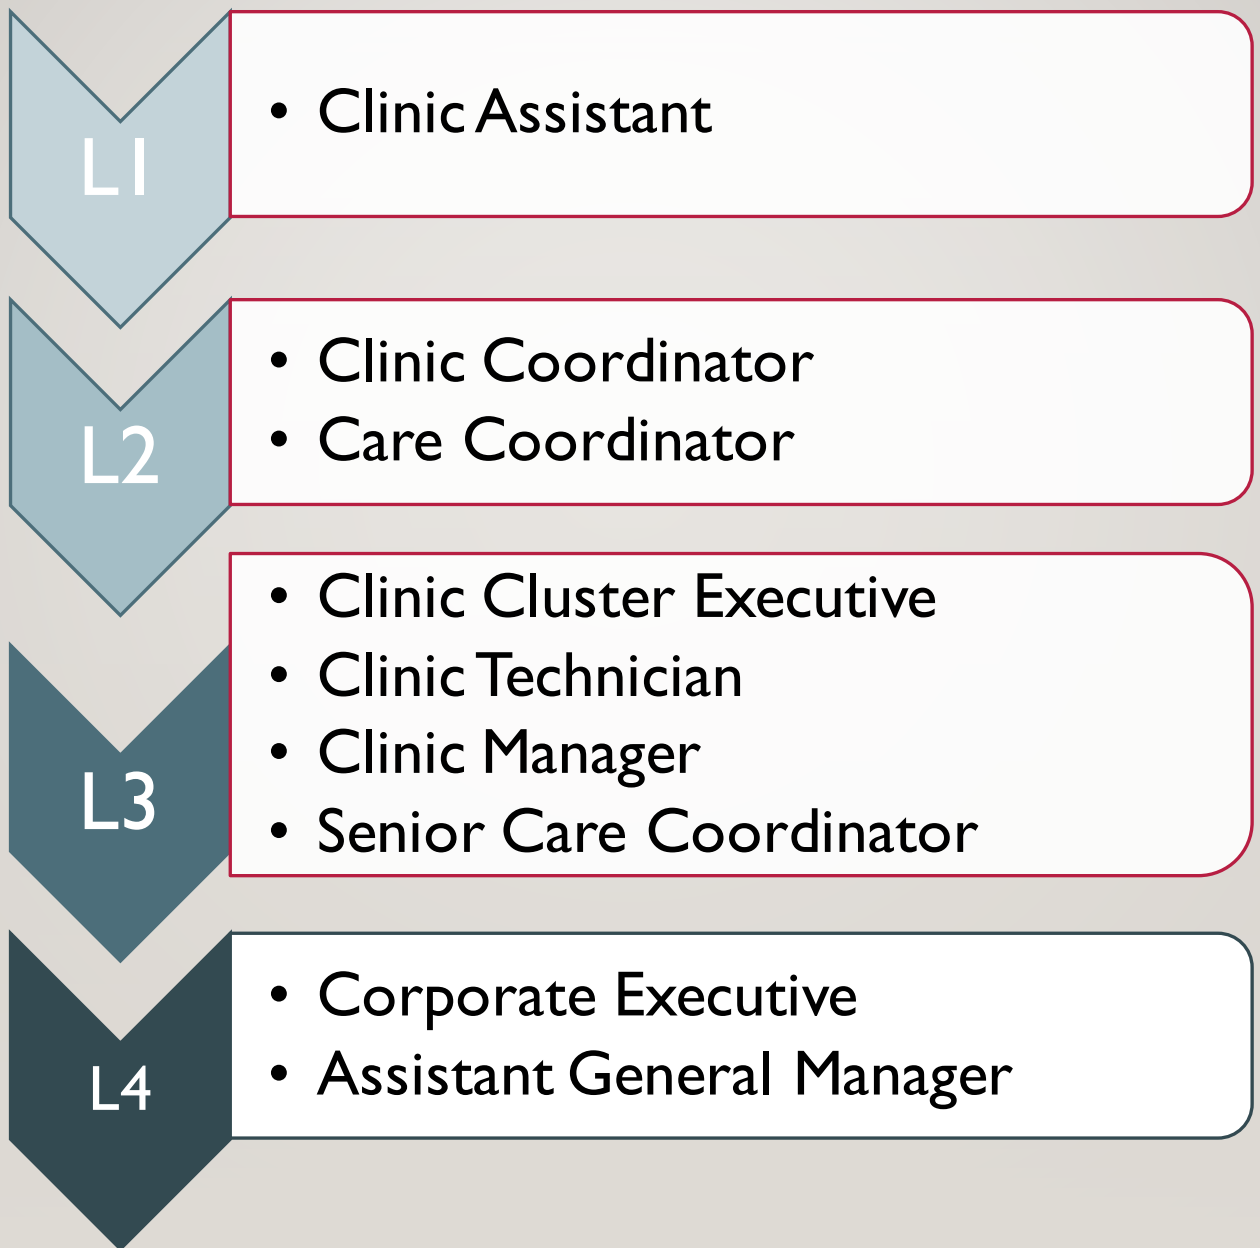 L1
• Clinic Assistant
L2
• Clinic Coordinator
• Care Coordinator
L3
• Clinic Cluster Executive
• Clinic Technician
• Clinic Manager
• Senior Care Coordinator
L4
• Corporate Executive
• Assistant General Manager